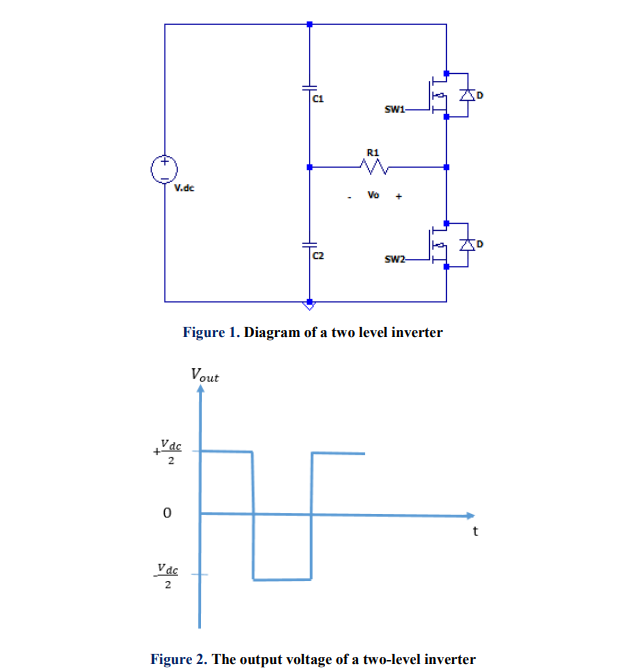 C1
SW1
D
R1
+
-
V.dc
- Vo +
C2
SW2
D
Figure 1. Diagram of a two level inverter
Vout
+Vdc/2
0
t
-Vdc/2
Figure 2. The output voltage of a two-level inverter